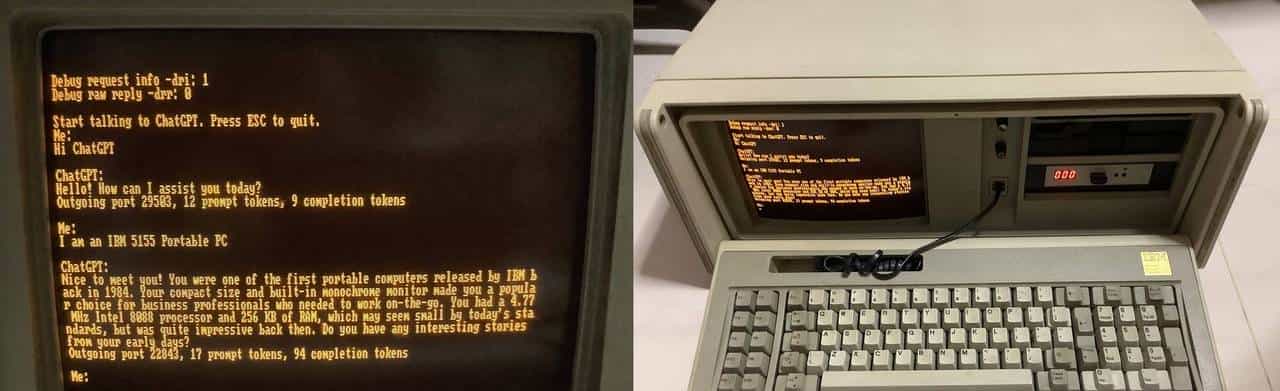 Debug request info -dri: 1
Debug raw reply -drr: 0
Start talking to ChatGPT. Press ESC to quit.
Me:
Hi ChatGPT
ChatGPT:
Hello! How can I assist you today?
Outgoing port 29503, 12 prompt tokens, 9 completion tokens
Me:
I am an IBM 5155 Portable PC
ChatGPT:
Nice to meet you! You were one of the first portable computers released by IBM b
ack in 1984. Your compact size and built-in monochrome monitor made you a popula
r choice for business professionals who needed to work on-the-go. You had a 4.77
MHz Intel 8088 processor and 256 KB of RAM, which may seem small by today's sta
ndards, but was quite impressive back then. Do you have any interesting stories
from your early days?
Outgoing port 22843, 17 prompt tokens, 94 completion tokens
Me:
000
IBM